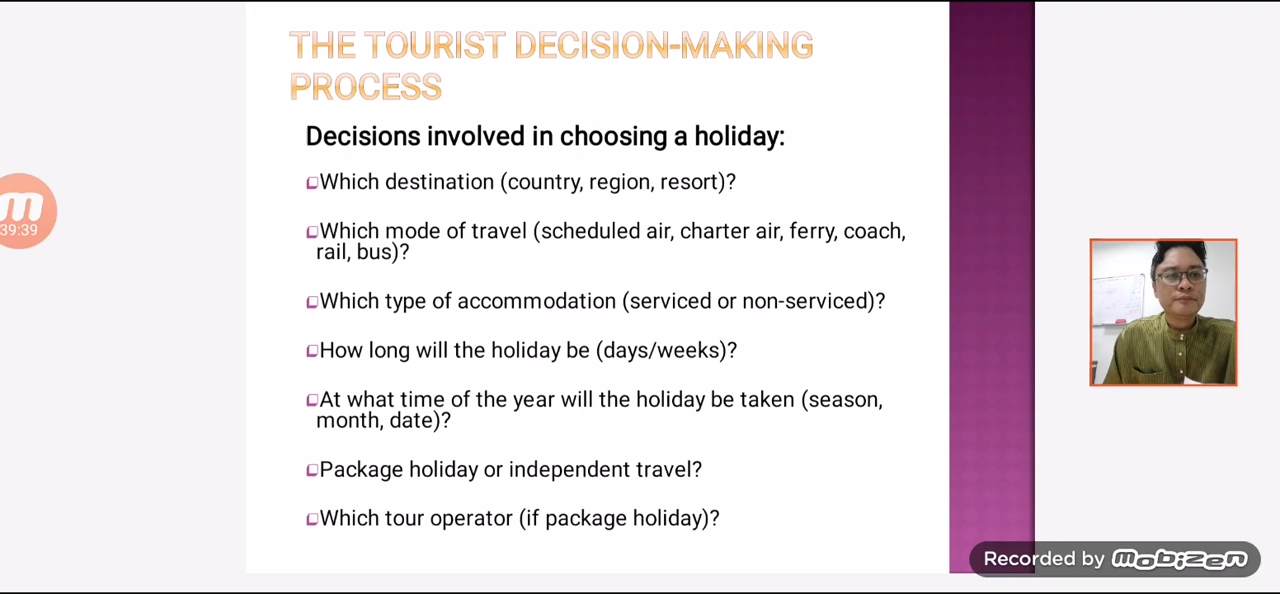 THE TOURIST DECISION-MAKING
PROCESS
Decisions involved in choosing a holiday:
Which destination (country, region, resort)?
Which mode of travel (scheduled air, charter air, ferry, coach,
rail, bus)?
Which type of accommodation (serviced or non-serviced)?
How long will the holiday be (days/weeks)?
At what time of the year will the holiday be taken (season,
month, date)?
Package holiday or independent travel?
Which tour operator (if package holiday)?
39:39
Recorded by mobizen